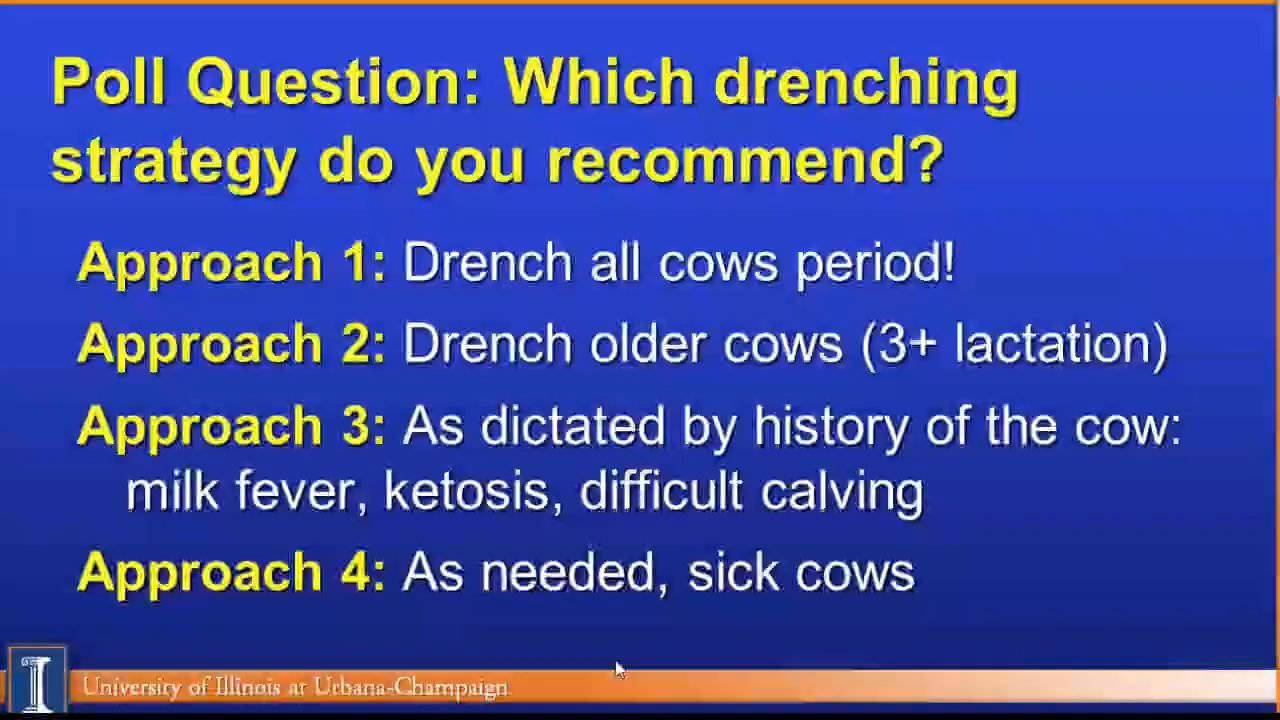 Poll Question: Which drenching
strategy do you recommend?
Approach 1: Drench all cows period!
Approach 2: Drench older cows (3+ lactation)
Approach 3: As dictated by history of the cow:
milk fever, ketosis, difficult calving
Approach 4: As needed, sick cows
I
University of Illinois at Urbana-Champaign